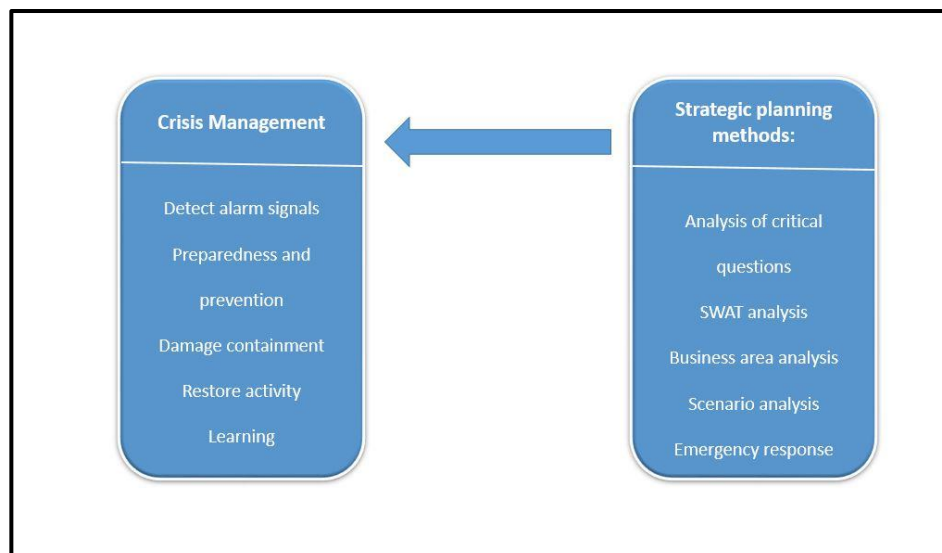 Crisis Management
Detect alarm signals
Preparedness and
prevention
Damage containment
Restore activity
Learning
Strategic planning
methods:
Analysis of critical
questions
SWAT analysis
Business area analysis
Scenario analysis
Emergency response